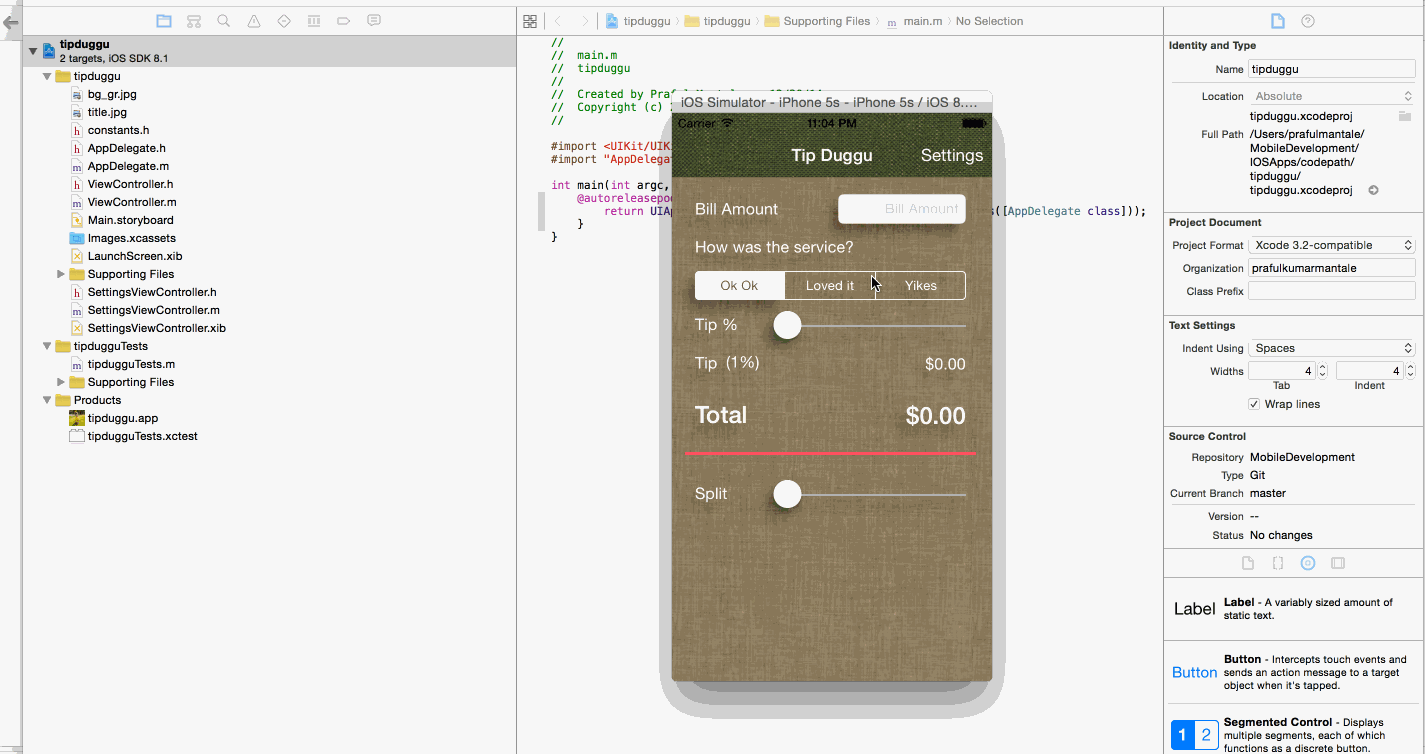 tipduggu
2 targets, iOS SDK 8.1
tipduggu
bg_gr.jpg
title.jpg
constants.h
AppDelegate.h
AppDelegate.m
ViewController.h
ViewController.m
Main.storyboard
Images.xcassets
LaunchScreen.xib
Supporting Files
SettingsViewController.h
SettingsViewController.m
SettingsViewController.xib
tipdugguTests
tipdugguTests.m
Supporting Files
Products
tipduggu.app
tipdugguTests.xctest
tipduggu tipduggu Supporting Files m main.m No Selection
//
// main.m
// tipduggu
//
// Created by
// Copyright (c)
//
#import <UIKit/UIK
#import "AppDelegat
int main(int argc,
@autoreleasepo
return UIAp s([AppDelegate class]));
}
}
iOS Simulator - iPhone 5s - iPhone 5s / iOS 8....
Carrier 11:04 PM
Tip Duggu Settings
Bill Amount Bill Amount
How was the service?
Ok Ok Loved it Yikes
Tip %
Tip (1%) $0.00
Total $0.00
Split
Identity and Type
Name tipduggu
Location Absolute
tipduggu.xcodeproj
Full Path /Users/prafulmantale/
MobileDevelopment/
IOSApps/codepath/
tipduggu/
tipduggu.xcodeproj
Project Document
Project Format Xcode 3.2-compatible
Organization prafulkumarmantale
Class Prefix
Text Settings
Indent Using Spaces
Widths 4 4
Tab Indent
Wrap lines
Source Control
Repository MobileDevelopment
Type Git
Current Branch master
Version --
Status No changes
Label Label - A variably sized amount of
static text.
Button Button - Intercepts touch events and
sends an action message to a target
object when it's tapped.
1 2 Segmented Control - Displays
multiple segments, each of which
functions as a discrete button.